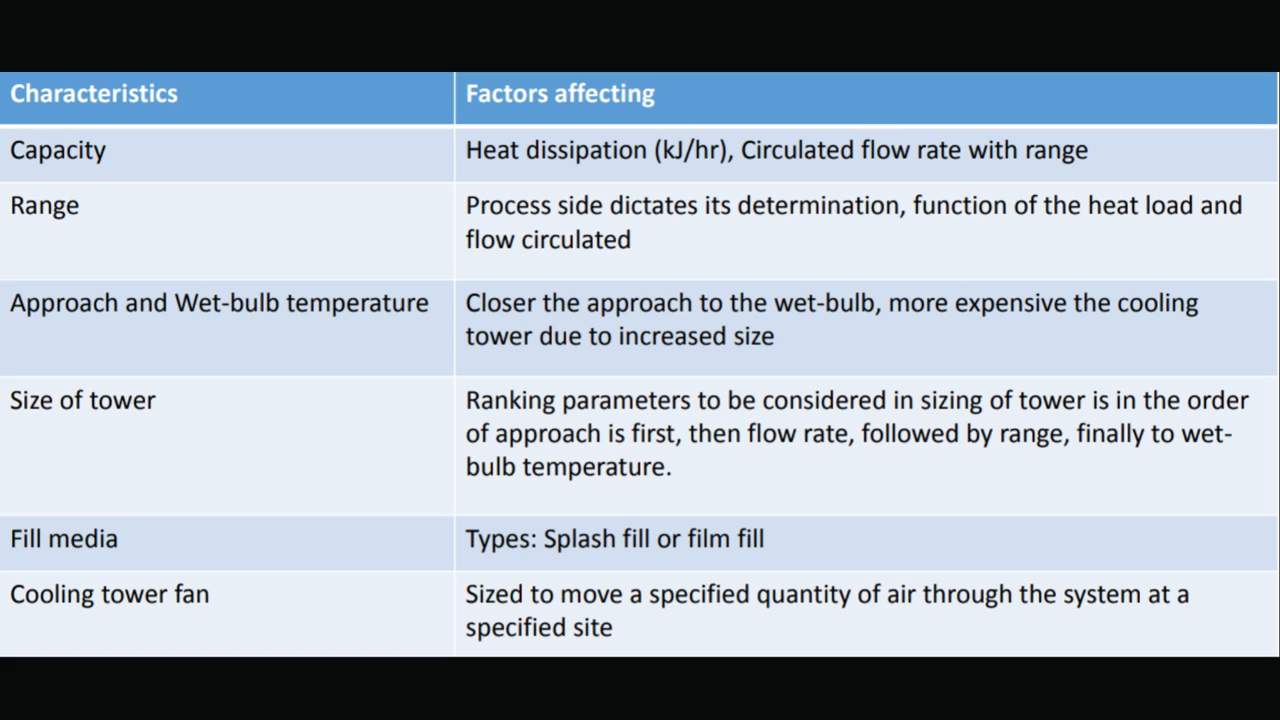 Characteristics
Factors affecting
Capacity
Heat dissipation (kJ/hr), Circulated flow rate with range
Range
Process side dictates its determination, function of the heat load and
flow circulated
Approach and Wet-bulb temperature
Closer the approach to the wet-bulb, more expensive the cooling
tower due to increased size
Size of tower
Ranking parameters to be considered in sizing of tower is in the order
of approach is first, then flow rate, followed by range, finally to wet-
bulb temperature.
Fill media
Types: Splash fill or film fill
Cooling tower fan
Sized to move a specified quantity of air through the system at a
specified site